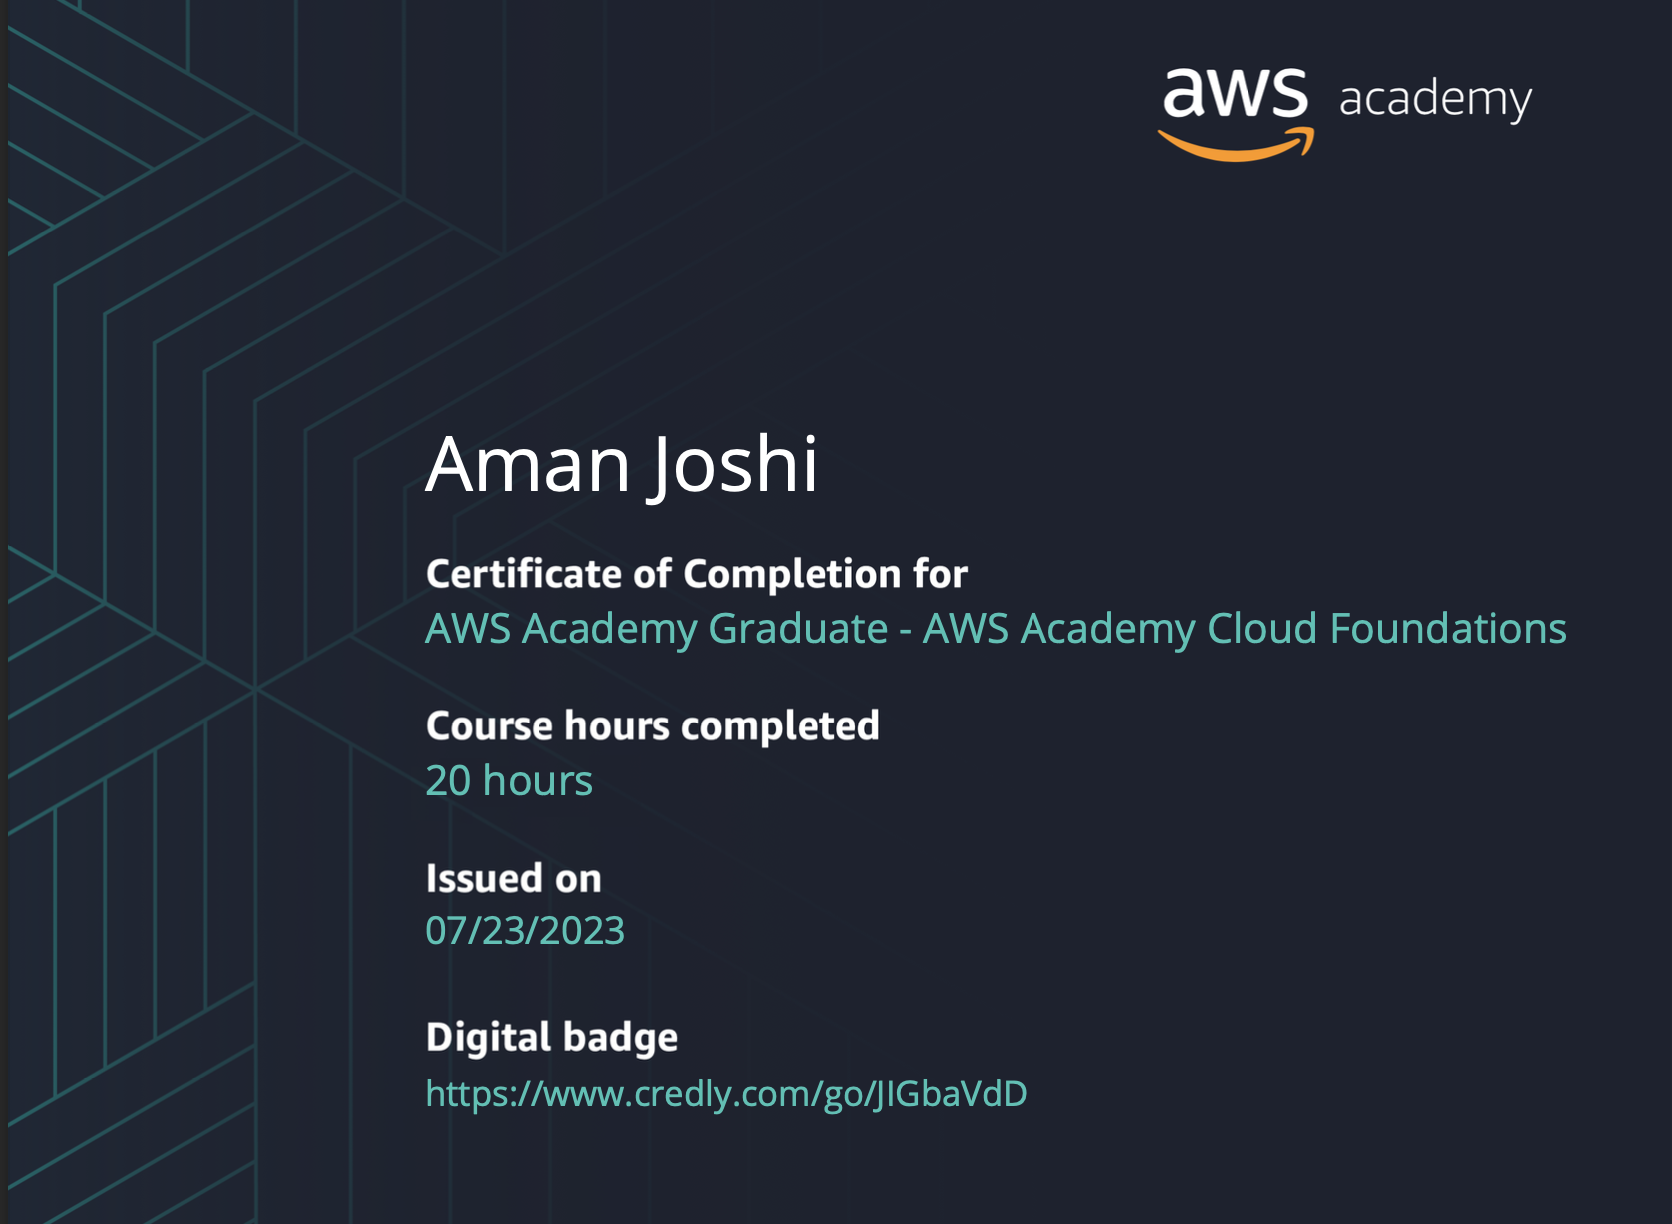 aws academy
Aman Joshi
Certificate of Completion for
AWS Academy Graduate - AWS Academy Cloud Foundations
Course hours completed
20 hours
Issued on
07/23/2023
Digital badge
https://www.credly.com/go/JIGbaVdD